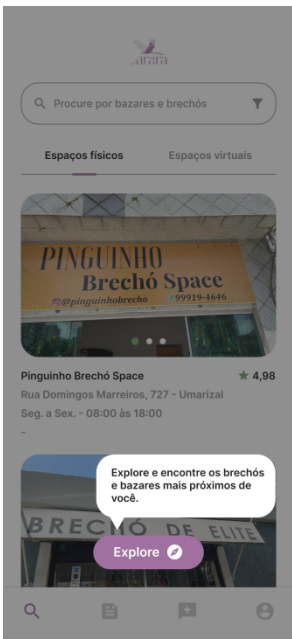 arara
Procure por bazares e brechós
Espaços físicos
Espaços virtuais
PINGUINHO
Brechó Space
@pinguinhobrecho
99919-4646
Pinguinho Brechó Space
4,98
Rua Domingos Marreiros, 727 - Umarizal
Seg. a Sex. - 08:00 às 18:00
-
Explore e encontre os brechós
e bazares mais próximos de
você.
BRECHÓ DE ELITE
Explore